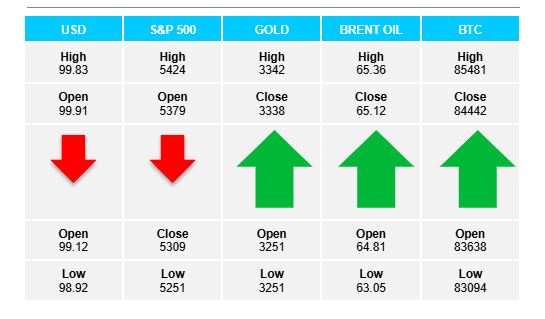 USD S&P 500 GOLD BRENT OIL BTC
High High High High High
99.83 5424 3342 65.36 85481
Open Open Close Close Close
99.91 5379 3338 65.12 84442
Open Close Open Open Open
99.12 5309 3251 64.81 83638
Low Low Low Low Low
98.92 5251 3251 63.05 83094